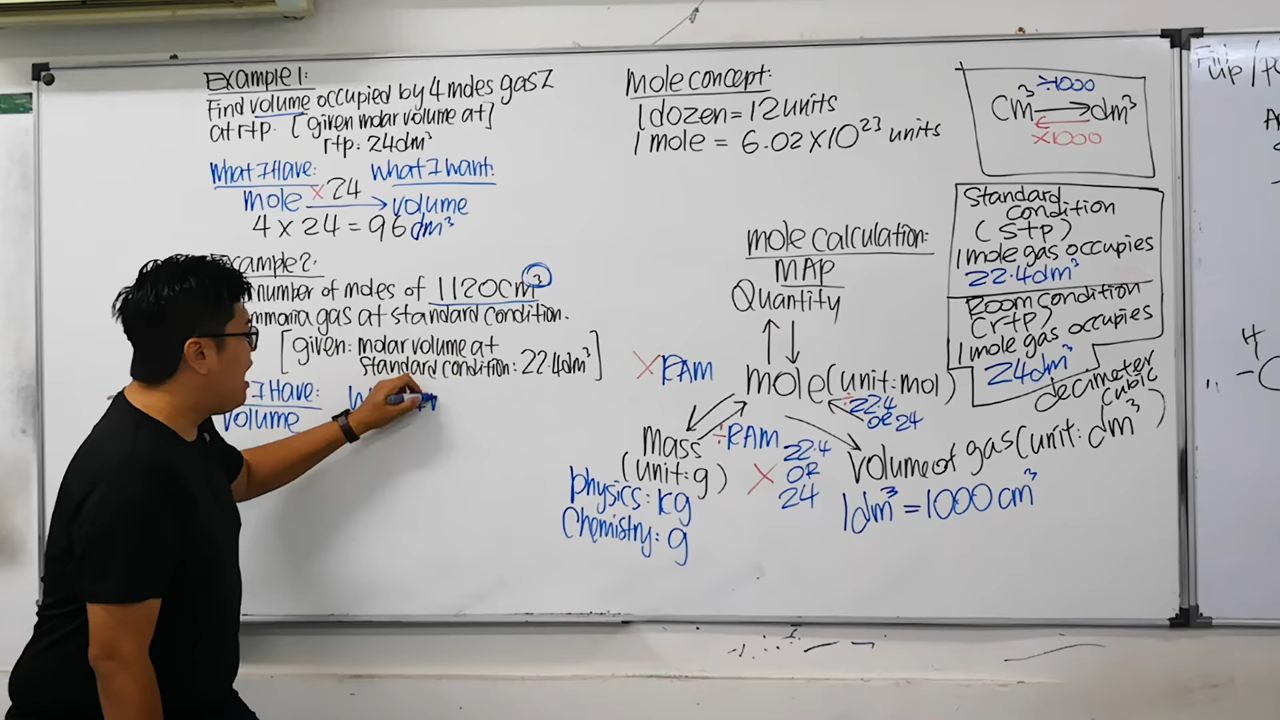 Example 1:
Find volume occupied by 4 moles gas Z
at r+p. [given molar volume at]
r+p: 24dm³
What I Have: What I want:
mole ×24 volume
4 x 24 = 96 dm³
Example 2:
number of moles of 1120cm³
ammonia gas at standard condition.
[given: molar volume at
standard condition: 22.4dm³]
I Have:
volume
mole concept:
1 dozen = 12 units
1 mole = 6.02 x 10²³ units
÷1000
cm³ dm³
×1000
Standard
condition
(s+p)
1 mole gas occupies
22.4dm³
Room condition
(r+p)
1 mole gas occupies
24dm³
decimeter
cubic
mole calculation:
MAP
Quantity
× RAM
mole (unit: mol)
÷ 22.4
OR 24
mass
(unit: g)
÷ RAM
× 22.4
OR
24
Volume of gas (unit: dm³)
1dm³ = 1000 cm³
physics: kg
Chemistry: g
up/
H
C